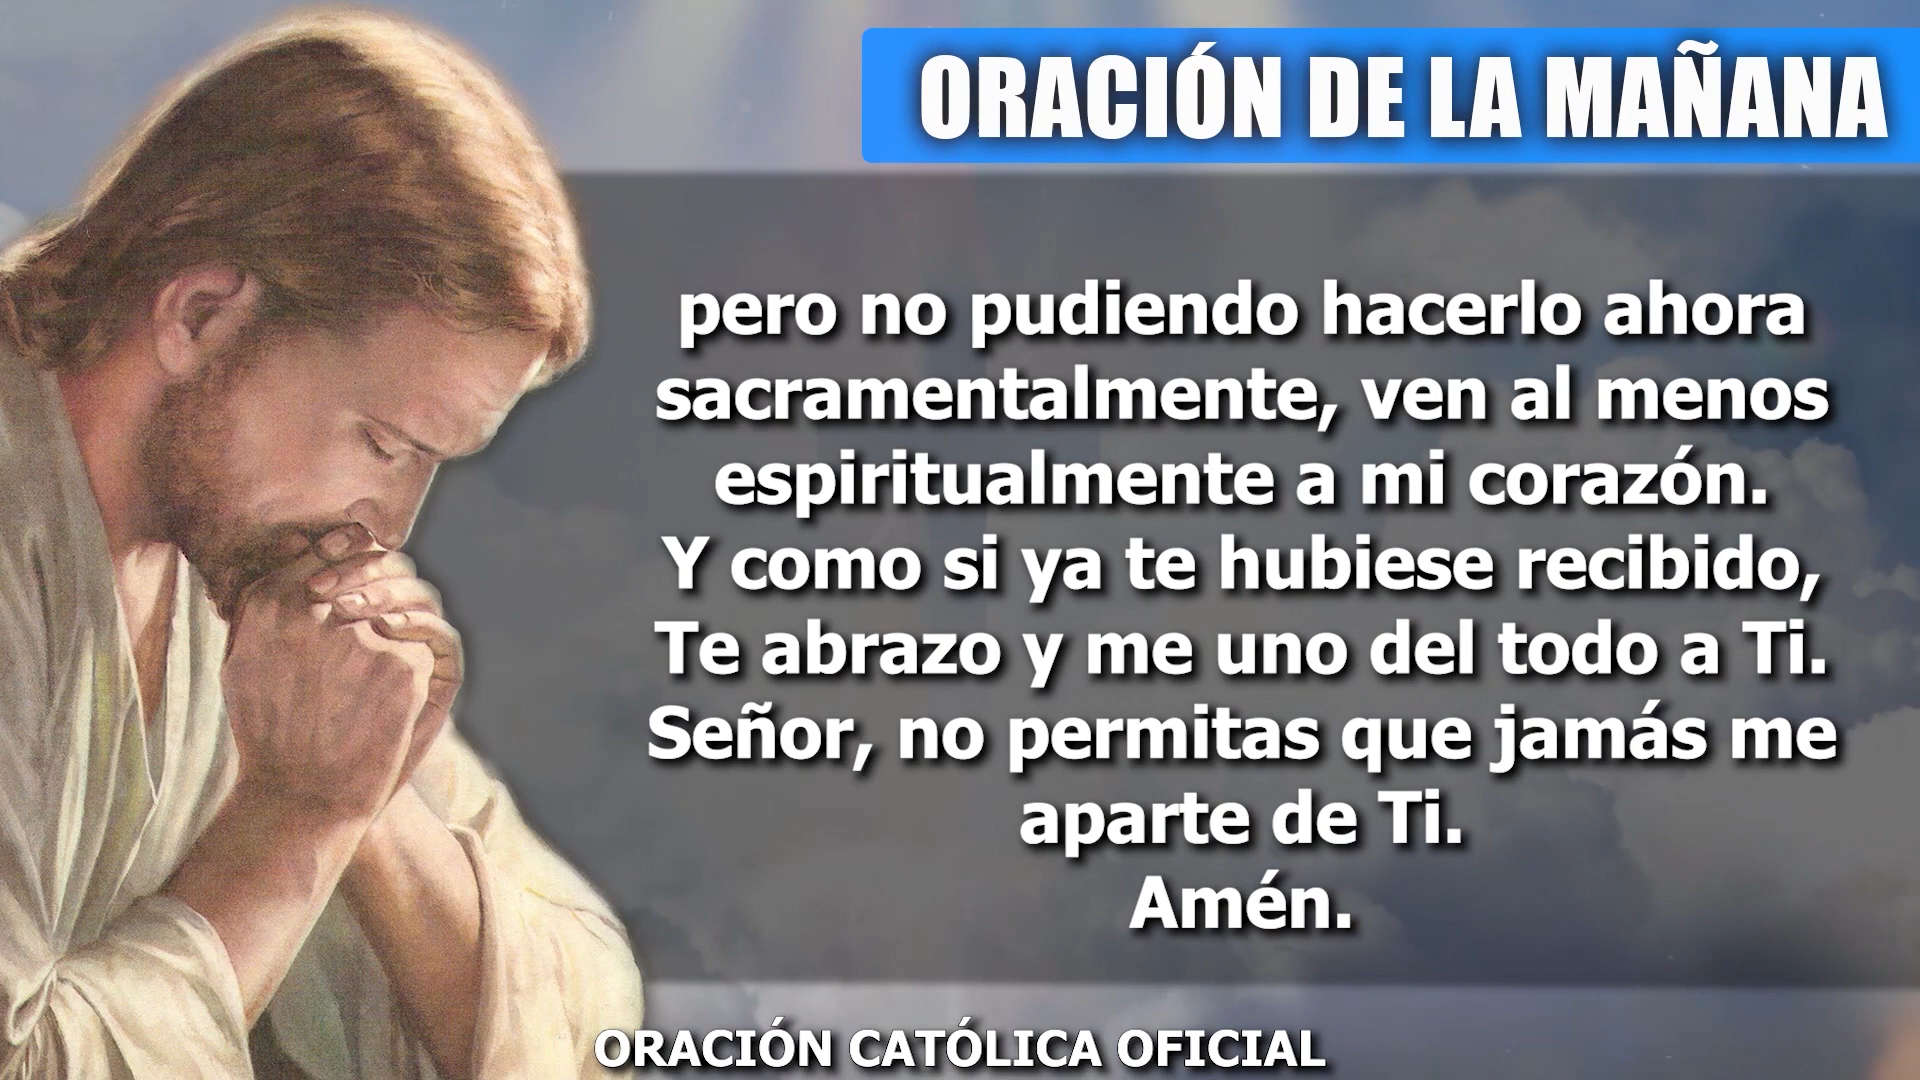 ORACIÓN DE LA MAÑANA
pero no pudiendo hacerlo ahora
sacramentalmente, ven al menos
espiritualmente a mi corazón.
Y como si ya te hubiese recibido,
Te abrazo y me uno del todo a Ti.
Señor, no permitas que jamás me
aparte de Ti.
Amén.
ORACIÓN CATÓLICA OFICIAL